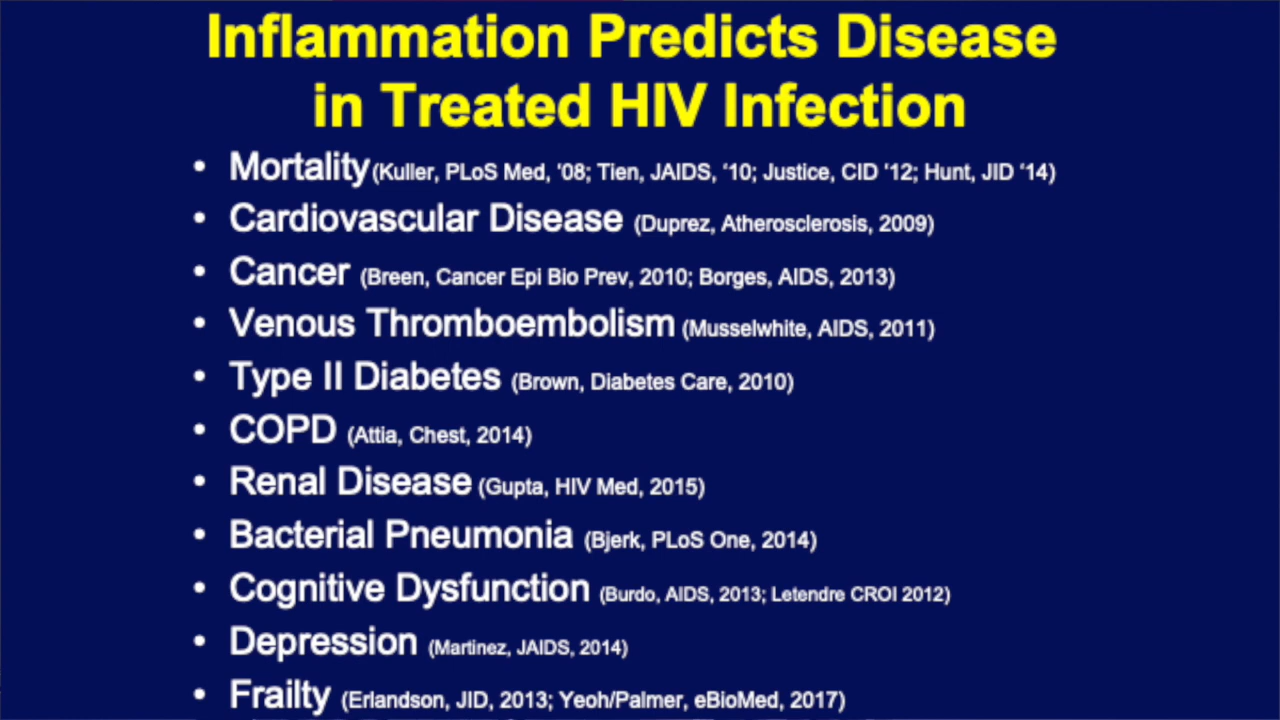 Inflammation Predicts Disease
in Treated HIV Infection
• Mortality (Kuller, PLoS Med, '08; Tien, JAIDS, ‘10; Justice, CID '12; Hunt, JID ‘14)
• Cardiovascular Disease (Duprez, Atherosclerosis, 2009)
• Cancer (Breen, Cancer Epi Bio Prev, 2010; Borges, AIDS, 2013)
• Venous Thromboembolism (Musselwhite, AIDS, 2011)
• Type II Diabetes (Brown, Diabetes Care, 2010)
• COPD (Attia, Chest, 2014)
• Renal Disease (Gupta, HIV Med, 2015)
• Bacterial Pneumonia (Bjerk, PLoS One, 2014)
• Cognitive Dysfunction (Burdo, AIDS, 2013; Letendre CROI 2012)
• Depression (Martinez, JAIDS, 2014)
• Frailty (Erlandson, JID, 2013; Yeoh/Palmer, eBioMed, 2017)